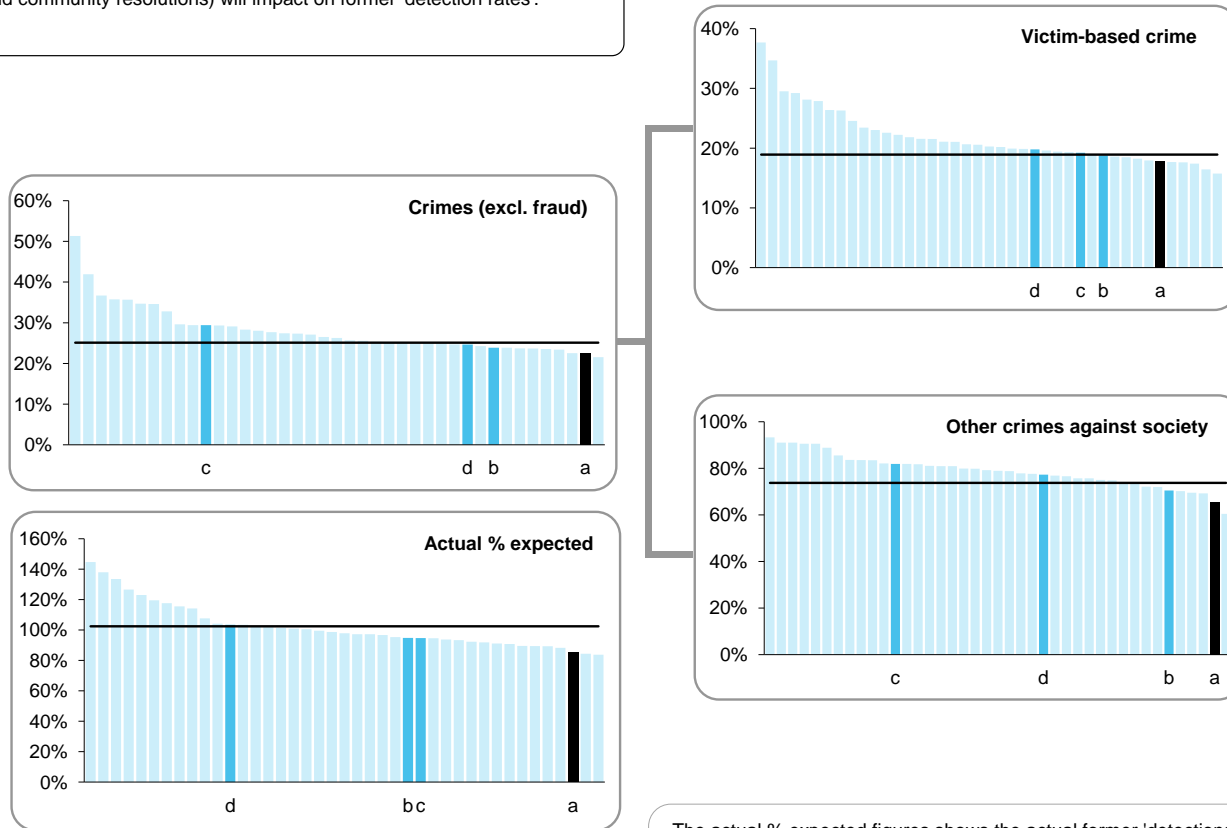 d community resolutions) will impact on former 'detection rates'.
Crimes (excl. fraud)
60%
50%
40%
30%
20%
10%
0%
c d b a
Actual % expected
160%
140%
120%
100%
80%
60%
40%
20%
0%
d b c a
Victim-based crime
40%
30%
20%
10%
0%
d c b a
Other crimes against society
100%
80%
60%
40%
20%
0%
c d b a
The actual % expected figures shows the actual former 'detection